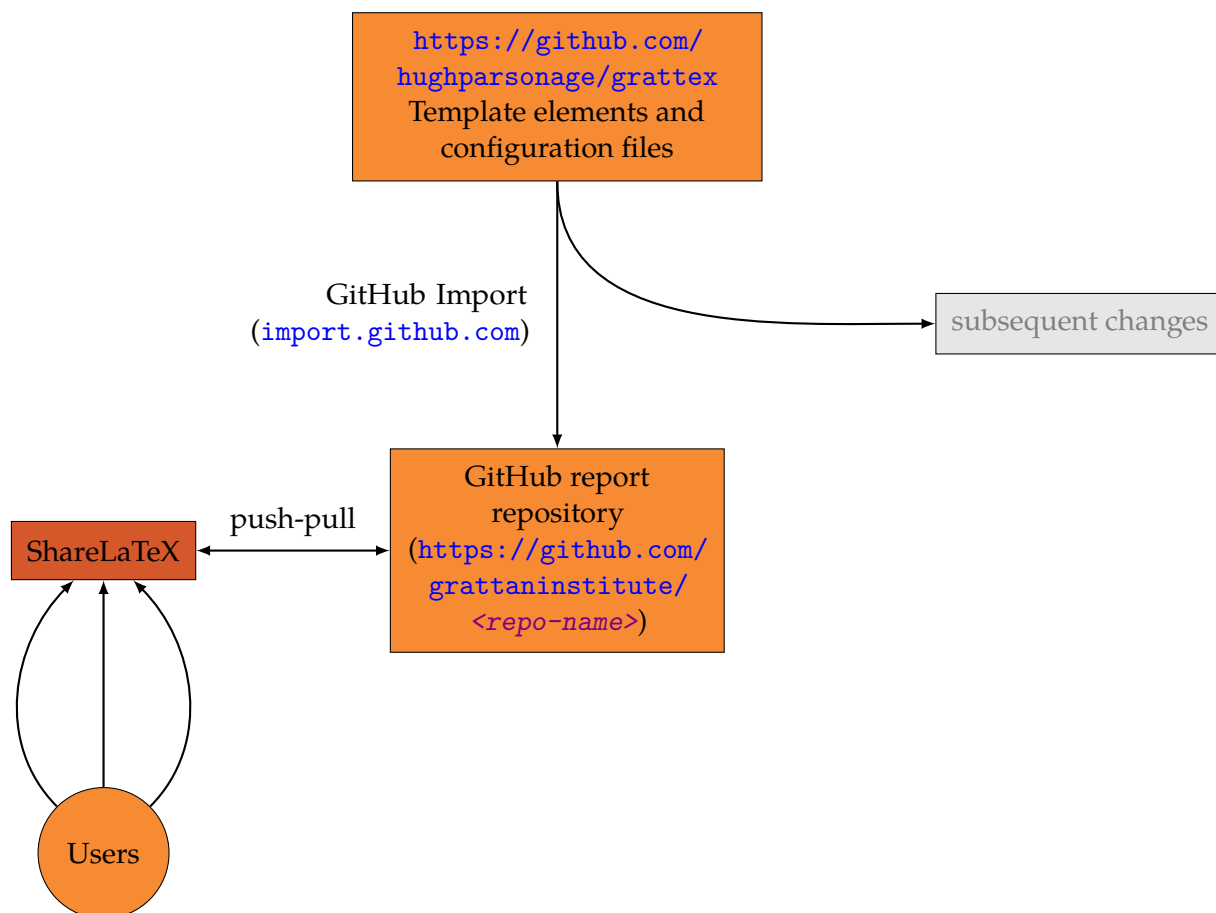 https://github.com/
hughparsonage/grattex
Template elements and
configuration files
GitHub Import
(import.github.com)
subsequent changes
GitHub report
repository
(https://github.com/
grattaninstitute/
<repo-name>)
push-pull
ShareLaTeX
Users